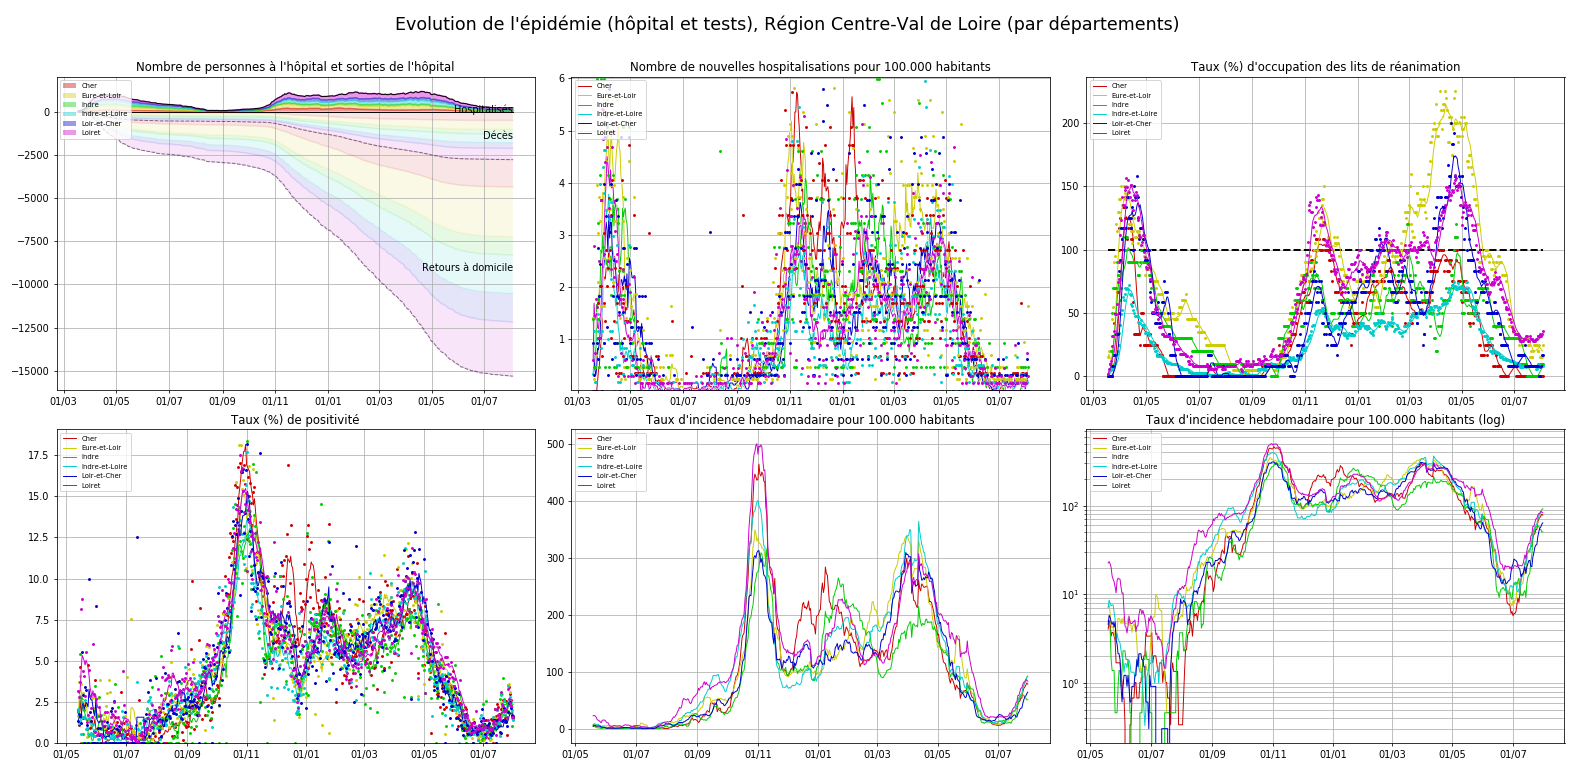 Evolution de l'épidémie (hôpital et tests), Région Centre-Val de Loire (par départements)
Nombre de personnes à l'hôpital et sorties de l'hôpital
Cher
Eure-et-Loir
Indre
Indre-et-Loire
Loir-et-Cher
Loiret
Hospitalisés
Décès
Retours à domicile
0
−2500
−5000
−7500
−10000
−12500
−15000
01/03 01/05 01/07 01/09 01/11 01/01 01/03 01/05 01/07
Nombre de nouvelles hospitalisations pour 100.000 habitants
Cher
Eure-et-Loir
Indre
Indre-et-Loire
Loir-et-Cher
Loiret
6
5
4
3
2
1
01/03 01/05 01/07 01/09 01/11 01/01 01/03 01/05 01/07
Taux (%) d'occupation des lits de réanimation
Cher
Eure-et-Loir
Indre
Indre-et-Loire
Loir-et-Cher
Loiret
200
150
100
50
0
01/03 01/05 01/07 01/09 01/11 01/01 01/03 01/05 01/07
Taux (%) de positivité
Cher
Eure-et-Loir
Indre
Indre-et-Loire
Loir-et-Cher
Loiret
17.5
15.0
12.5
10.0
7.5
5.0
2.5
0.0
01/05 01/07 01/09 01/11 01/01 01/03 01/05 01/07
Taux d'incidence hebdomadaire pour 100.000 habitants
Cher
Eure-et-Loir
Indre
Indre-et-Loire
Loir-et-Cher
Loiret
500
400
300
200
100
0
01/05 01/07 01/09 01/11 01/01 01/03 01/05 01/07
Taux d'incidence hebdomadaire pour 100.000 habitants (log)
Cher
Eure-et-Loir
Indre
Indre-et-Loire
Loir-et-Cher
Loiret
10²
10¹
10⁰
01/05 01/07 01/09 01/11 01/01 01/03 01/05 01/07